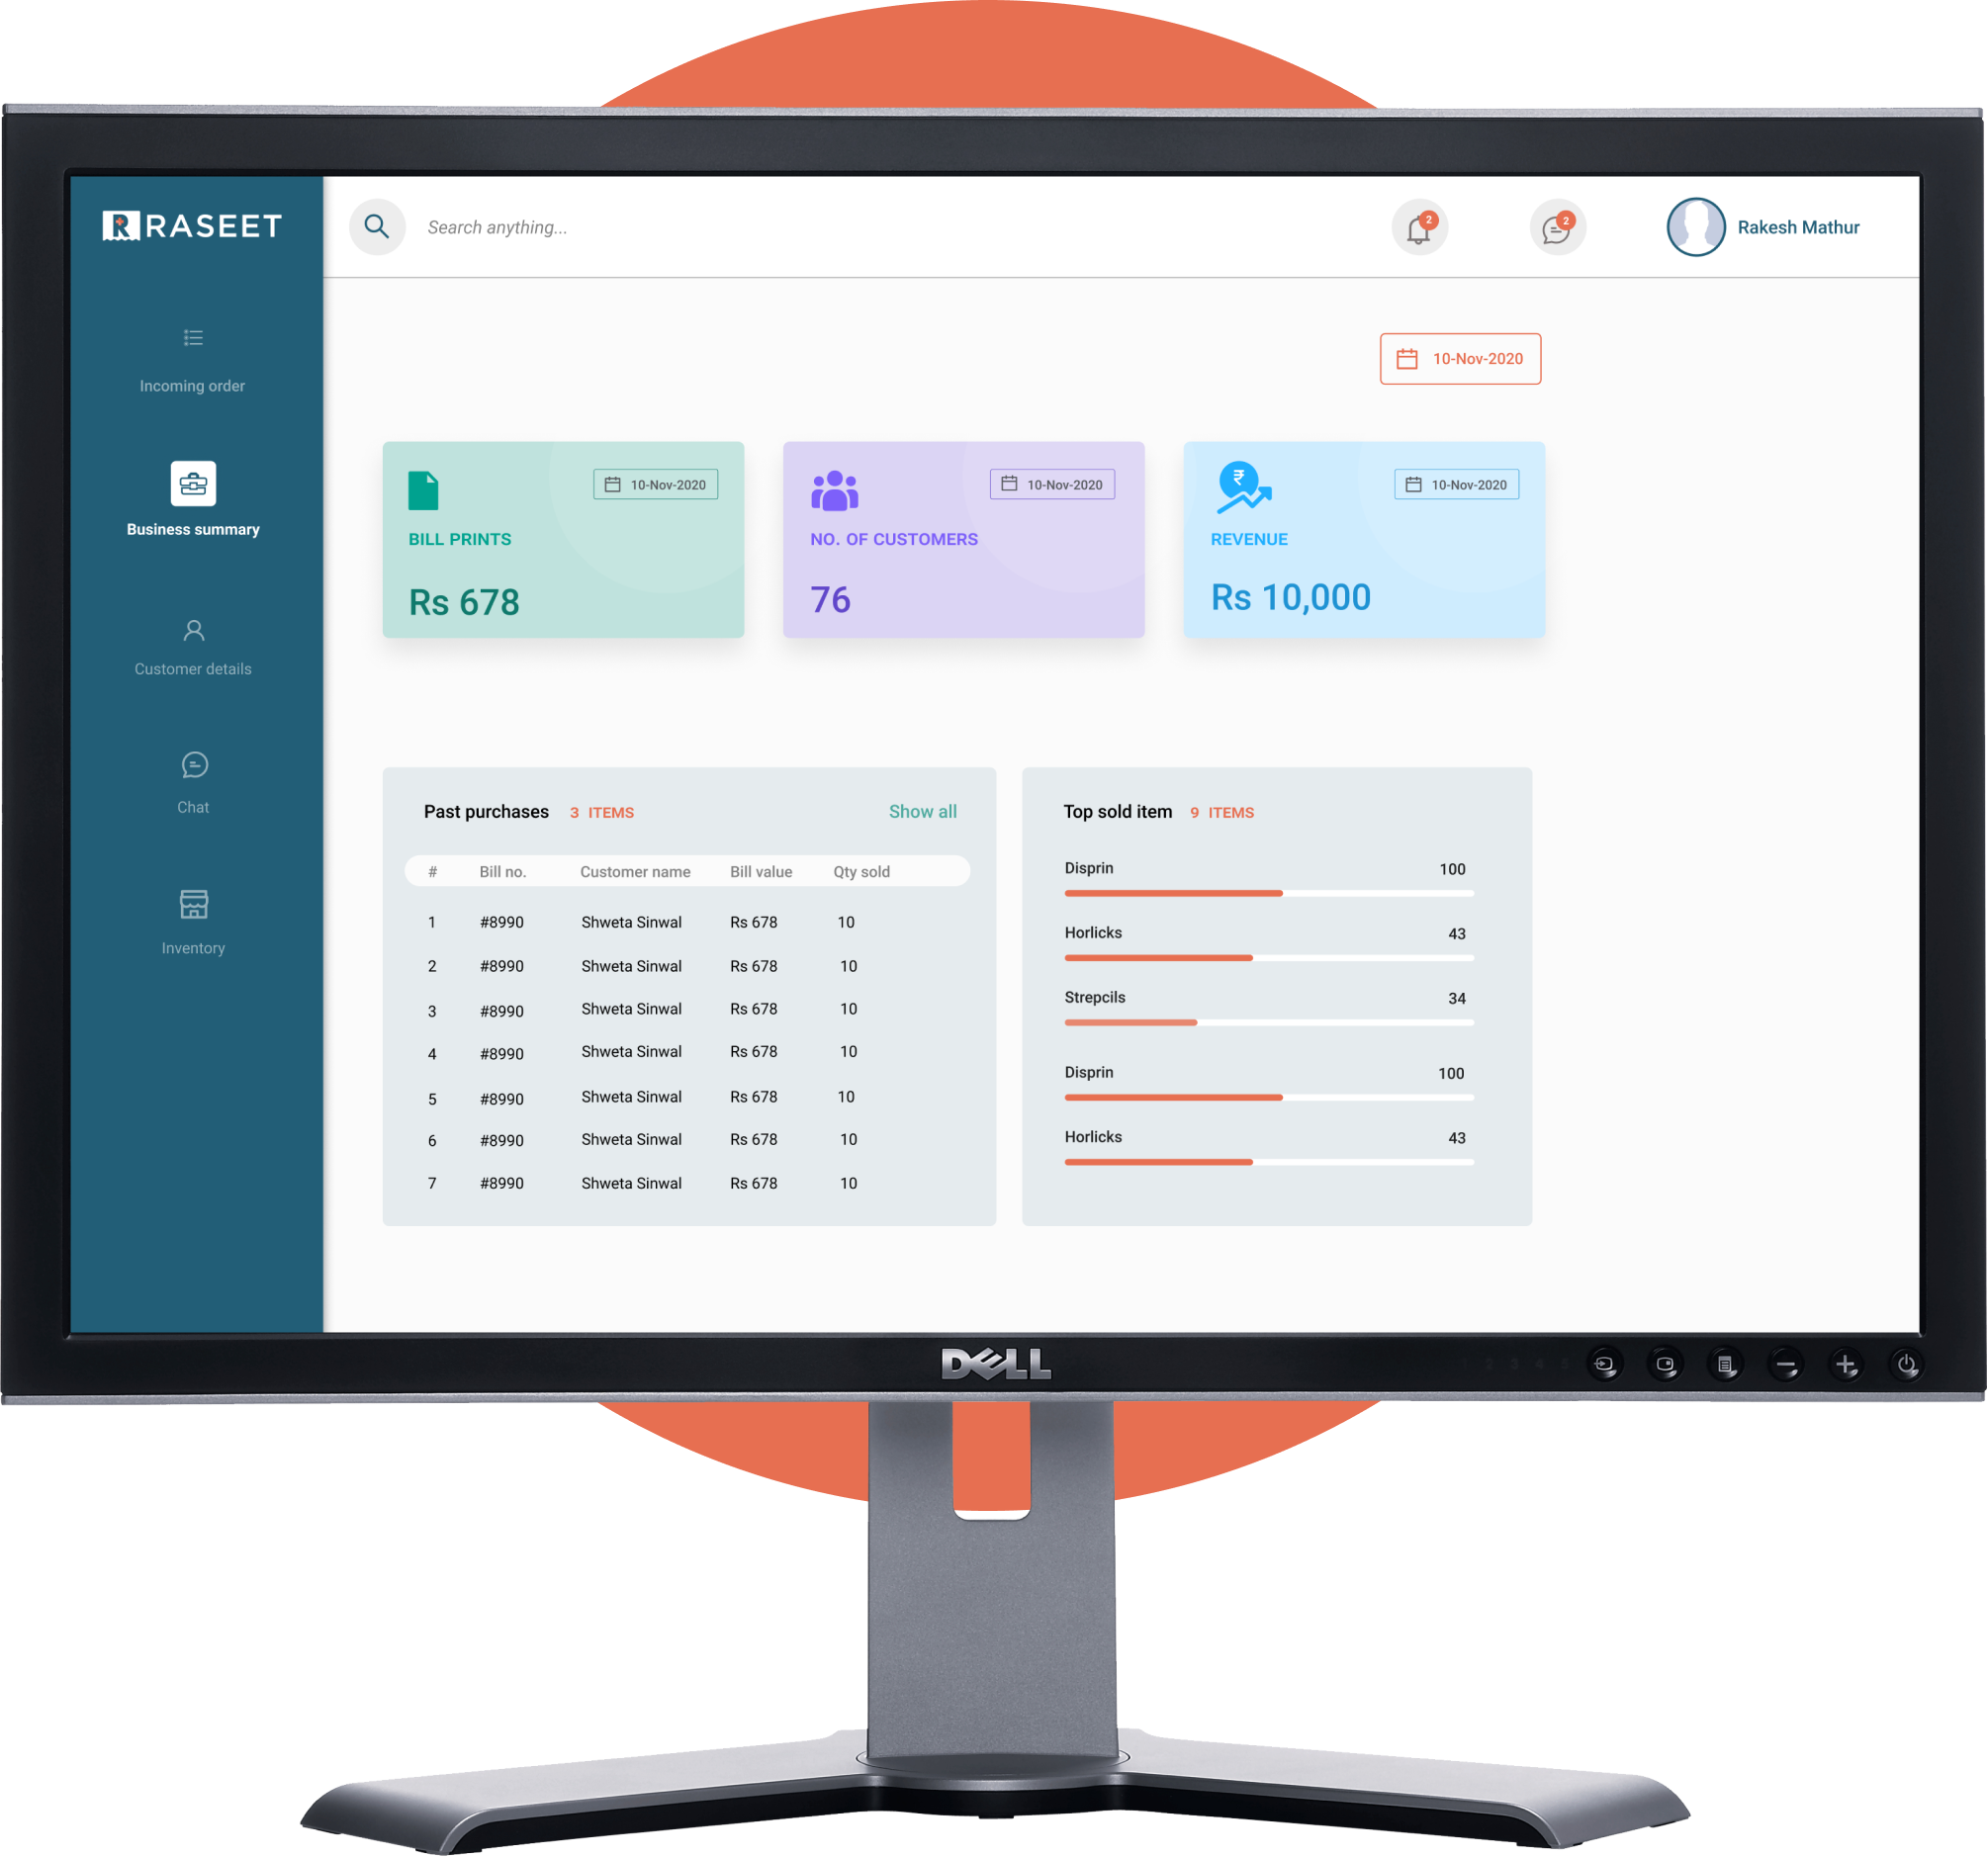 RASEET
Search anything...
2
2
Rakesh Mathur
Incoming order
Business summary
Customer details
Chat
Inventory
10-Nov-2020
10-Nov-2020
BILL PRINTS
Rs 678
10-Nov-2020
NO. OF CUSTOMERS
76
10-Nov-2020
REVENUE
Rs 10,000
Past purchases 3 ITEMS Show all
# Bill no. Customer name Bill value Qty sold
1 #8990 Shweta Sinwal Rs 678 10
2 #8990 Shweta Sinwal Rs 678 10
3 #8990 Shweta Sinwal Rs 678 10
4 #8990 Shweta Sinwal Rs 678 10
5 #8990 Shweta Sinwal Rs 678 10
6 #8990 Shweta Sinwal Rs 678 10
7 #8990 Shweta Sinwal Rs 678 10
Top sold item 9 ITEMS
Disprin 100
Horlicks 43
Strepcils 34
Disprin 100
Horlicks 43
DELL
2 3 4 5